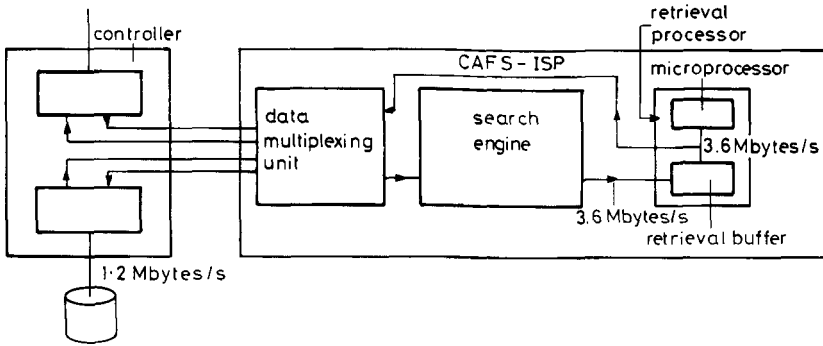 controller
retrieval
processor
CAFS-ISP
microprocessor
data
multiplexing
unit
search
engine
3.6 Mbytes/s
3.6 Mbytes/s
retrieval buffer
1·2 Mbytes/s